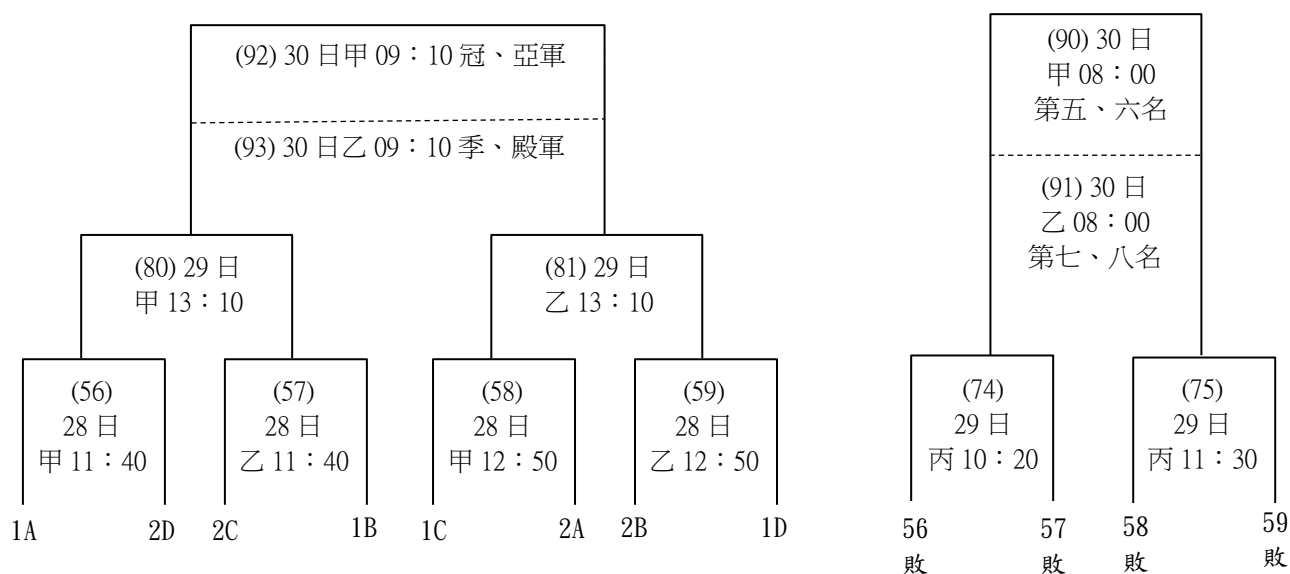 (92) 30 日甲 09：10 冠、亞軍
(93) 30 日乙 09：10 季、殿軍
(80) 29 日
甲 13：10
(81) 29 日
乙 13：10
(56)
28 日
甲 11：40
(57)
28 日
乙 11：40
(58)
28 日
甲 12：50
(59)
28 日
乙 12：50
1A
2D
2C
1B
1C
2A
2B
1D
(90) 30 日
甲 08：00
第五、六名
(91) 30 日
乙 08：00
第七、八名
(74)
29 日
丙 10：20
(75)
29 日
丙 11：30
56
敗
57
敗
58
敗
59
敗